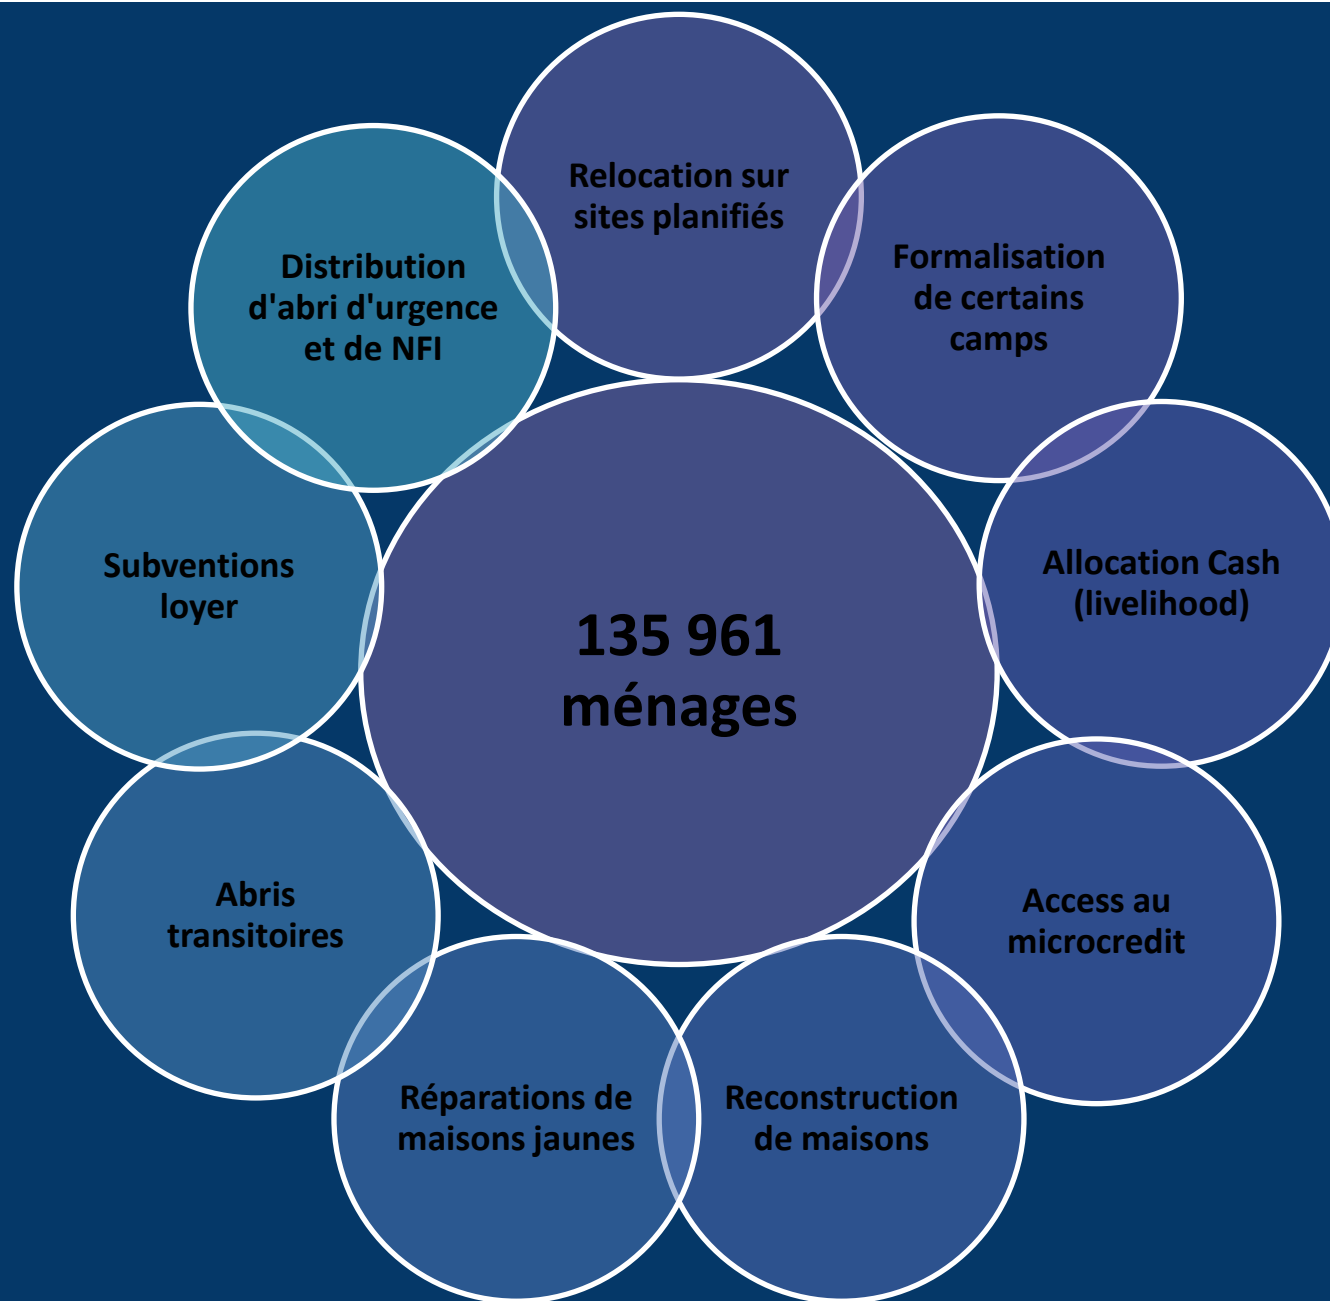 Relocation sur
sites planifiés
Formalisation
de certains
camps
Allocation Cash
(livelihood)
Access au
microcredit
Reconstruction
de maisons
Réparations de
maisons jaunes
Abris
transitoires
Subventions
loyer
Distribution
d'abri d'urgence
et de NFI
135 961
ménages